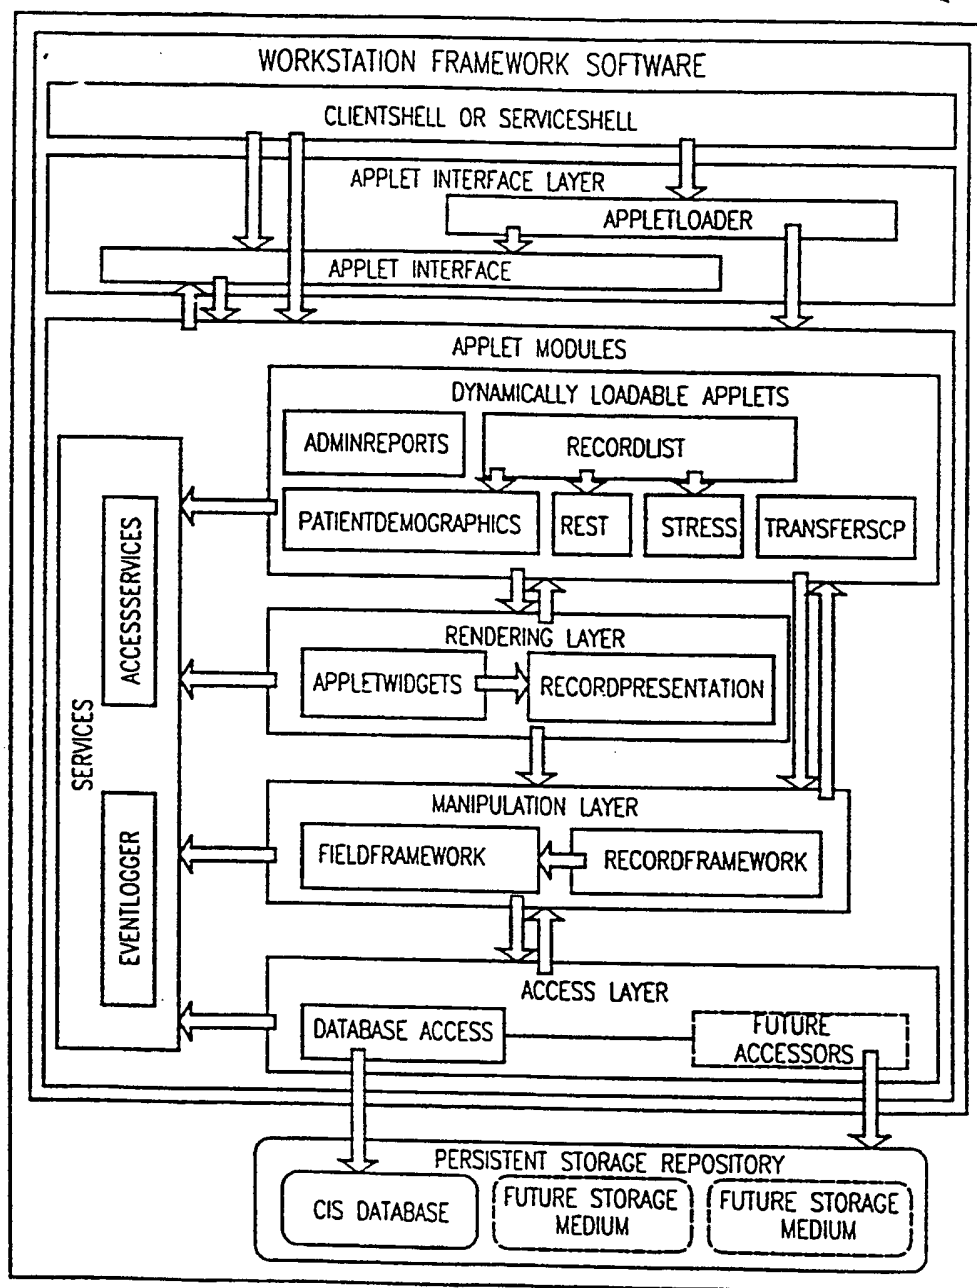 WORKSTATION FRAMEWORK SOFTWARE
CLIENTSHELL OR SERVICESHELL
APPLET INTERFACE LAYER
APPLETLOADER
APPLET INTERFACE
APPLET MODULES
DYNAMICALLY LOADABLE APPLETS
ADMINREPORTS
RECORDLIST
PATIENTDEMOGRAPHICS
REST
STRESS
TRANSFERSCP
RENDERING LAYER
APPLETWIDGETS
RECORDPRESENTATION
MANIPULATION LAYER
FIELDFRAMEWORK
RECORDFRAMEWORK
ACCESS LAYER
DATABASE ACCESS
FUTURE
ACCESSORS
SERVICES
ACCESSSERVICES
EVENTLOGGER
PERSISTENT STORAGE REPOSITORY
CIS DATABASE
FUTURE STORAGE
MEDIUM
FUTURE STORAGE
MEDIUM